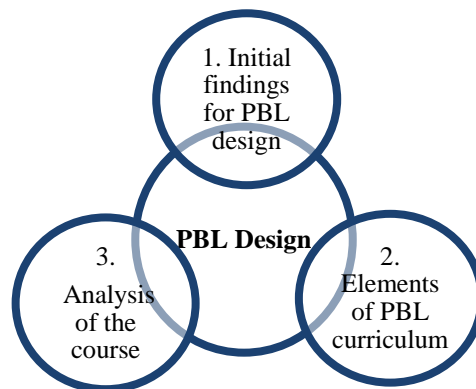 1. Initial
findings
for PBL
design
PBL Design
3.
Analysis
of the
course
2.
Elements
of PBL
curriculum